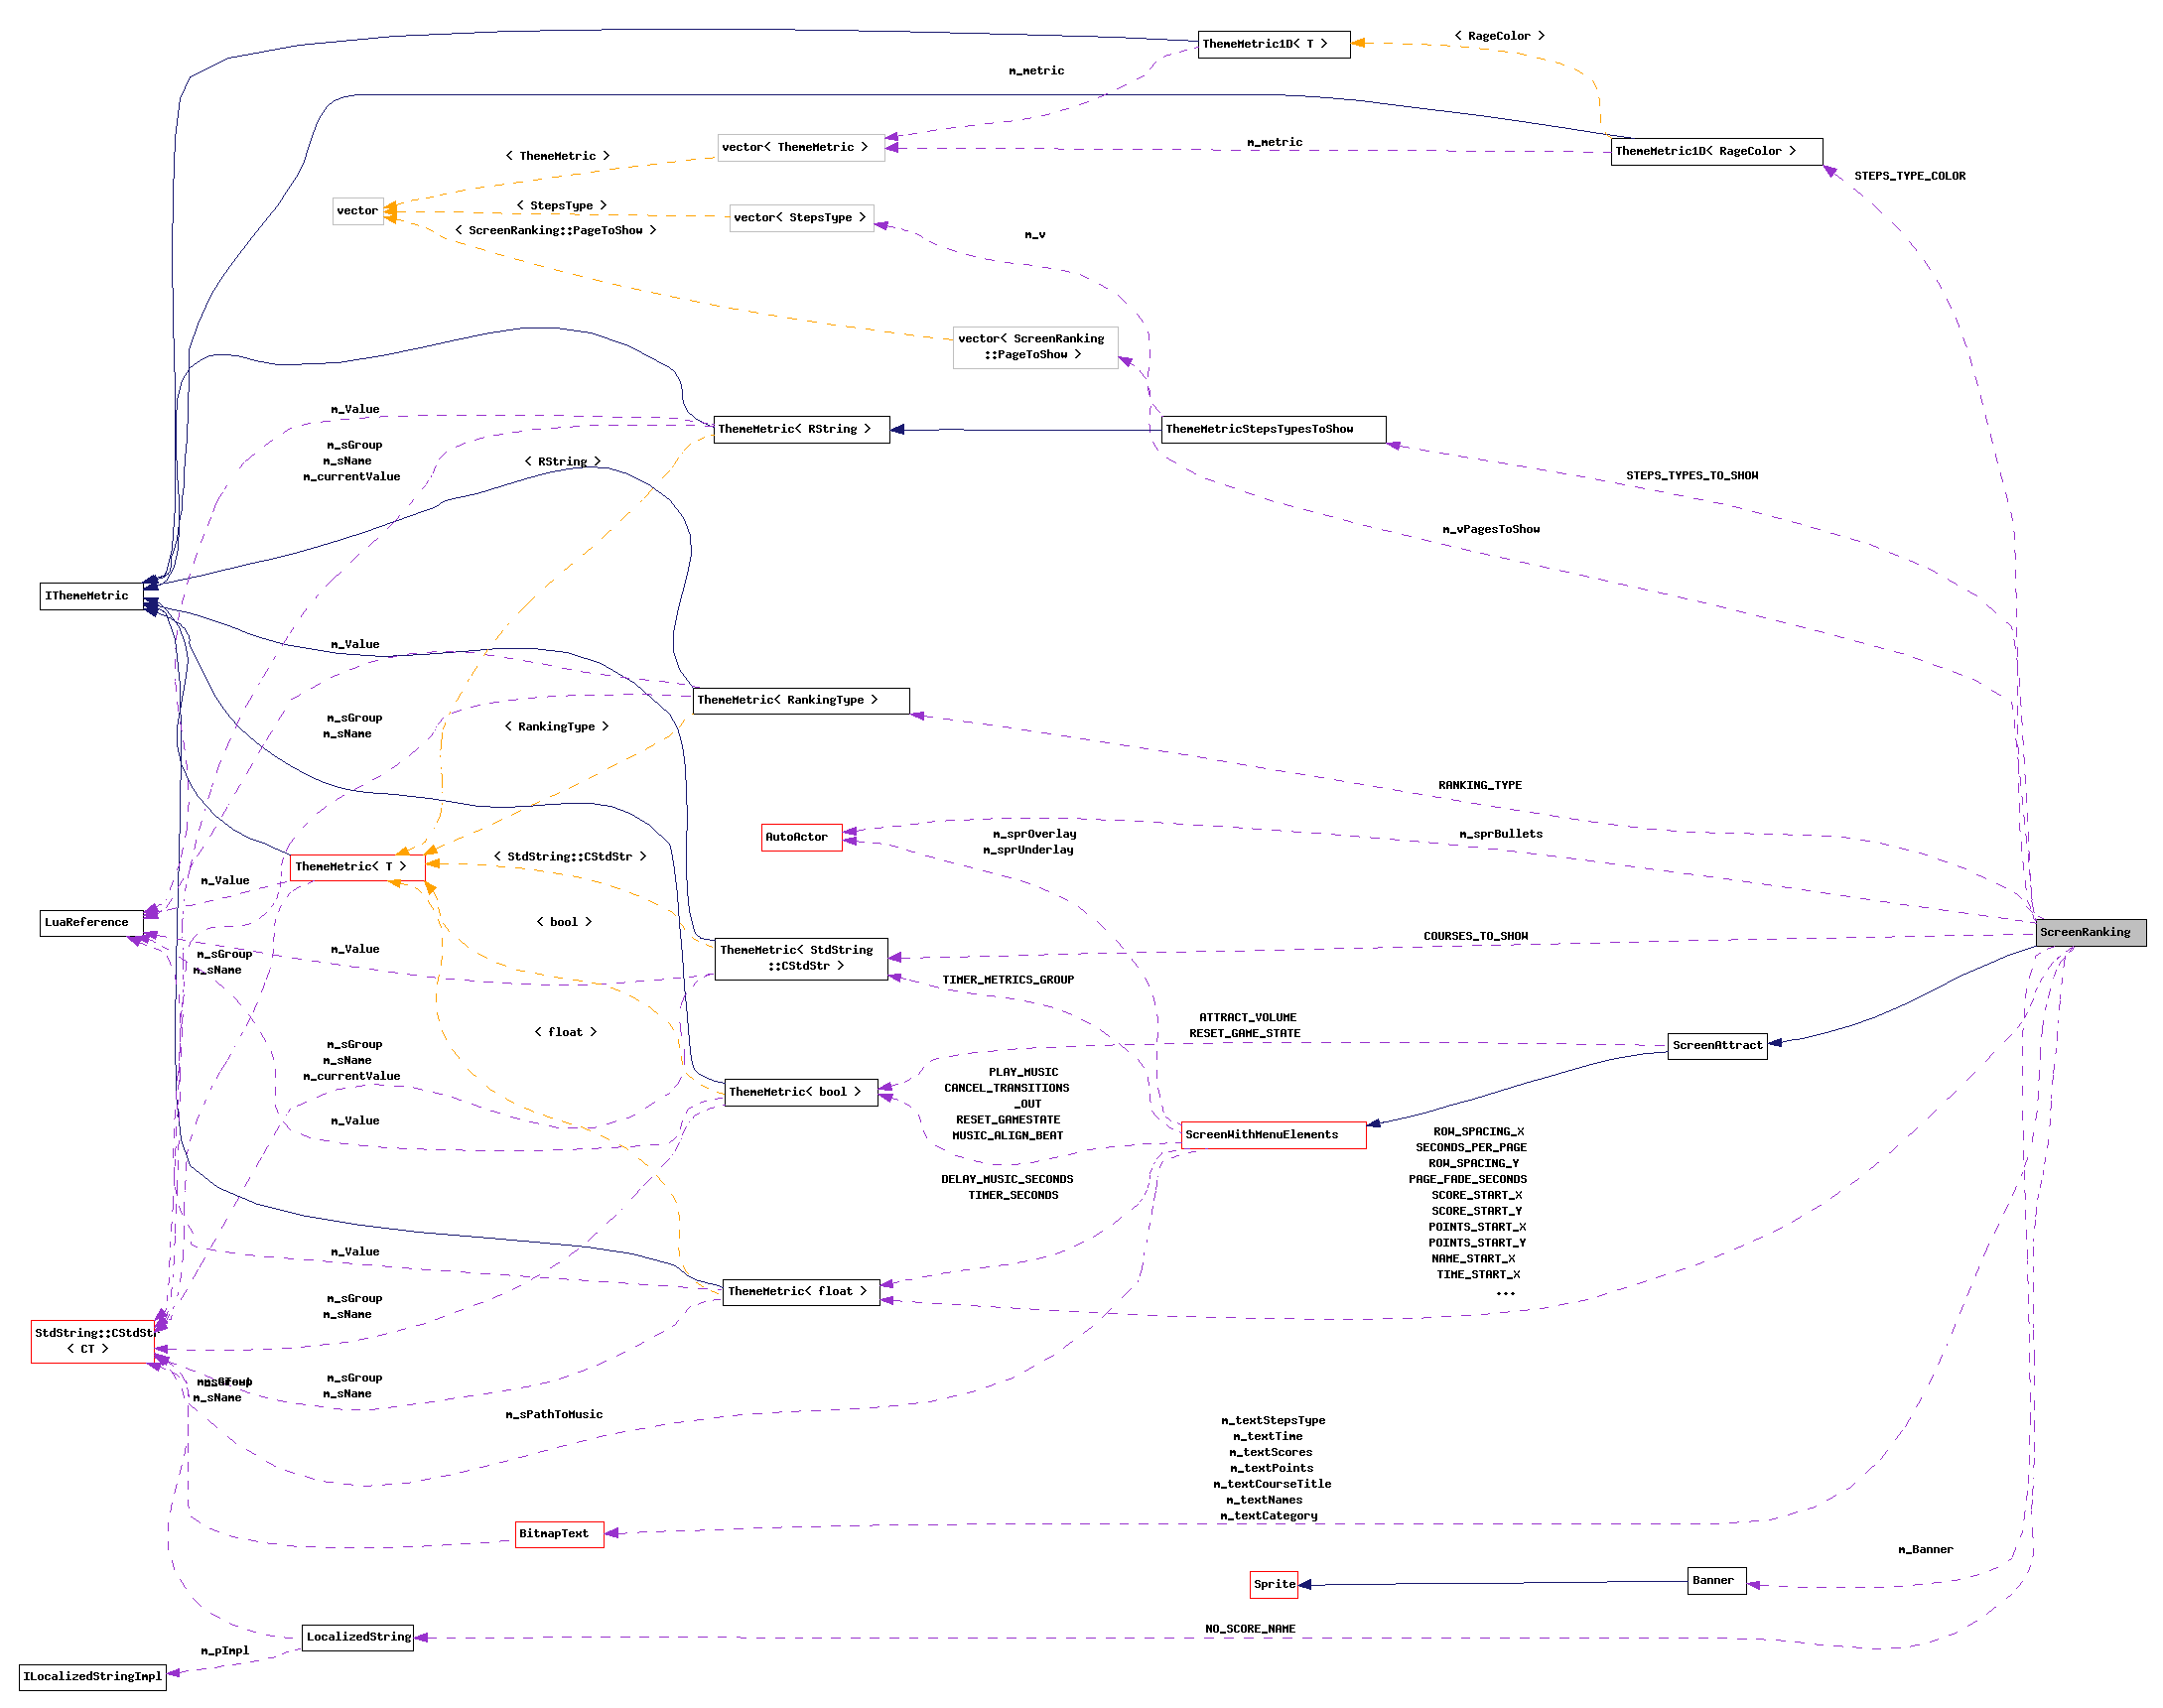 ThemeMetric1D< T >
< RageColor >
m_metric
vector< ThemeMetric >
m_metric
ThemeMetric1D< RageColor >
< ThemeMetric >
STEPS_TYPE_COLOR
vector
< StepsType >
vector< StepsType >
< ScreenRanking::PageToShow >
m_v
vector< ScreenRanking
::PageToShow >
m_Value
ThemeMetric< RString >
ThemeMetricStepsTypesToShow
m_sGroup
m_sName
m_currentValue
< RString >
STEPS_TYPES_TO_SHOW
m_vPagesToShow
IThemeMetric
m_Value
ThemeMetric< RankingType >
m_sGroup
m_sName
< RankingType >
RANKING_TYPE
AutoActor
m_sprOverlay
m_sprUnderlay
m_sprBullets
ThemeMetric< T >
< StdString::CStdStr >
m_Value
LuaReference
< bool >
ScreenRanking
COURSES_TO_SHOW
m_sGroup
m_sName
m_Value
ThemeMetric< StdString
::CStdStr >
TIMER_METRICS_GROUP
< float >
ATTRACT_VOLUME
RESET_GAME_STATE
ScreenAttract
m_sGroup
m_sName
m_currentValue
ThemeMetric< bool >
PLAY_MUSIC
CANCEL_TRANSITIONS
_OUT
RESET_GAMESTATE
MUSIC_ALIGN_BEAT
m_Value
ScreenWithMenuElements
ROW_SPACING_X
SECONDS_PER_PAGE
ROW_SPACING_Y
PAGE_FADE_SECONDS
SCORE_START_X
SCORE_START_Y
POINTS_START_X
POINTS_START_Y
NAME_START_X
TIME_START_X
...
DELAY_MUSIC_SECONDS
TIMER_SECONDS
m_Value
ThemeMetric< float >
m_sGroup
m_sName
StdString::CStdStr
< CT >
m_sName
m_sGroup
m_sName
m_sPathToMusic
m_textStepsType
m_textTime
m_textScores
m_textPoints
m_textCourseTitle
m_textNames
m_textCategory
BitmapText
m_Banner
Sprite
Banner
LocalizedString
NO_SCORE_NAME
m_pImpl
ILocalizedStringImpl